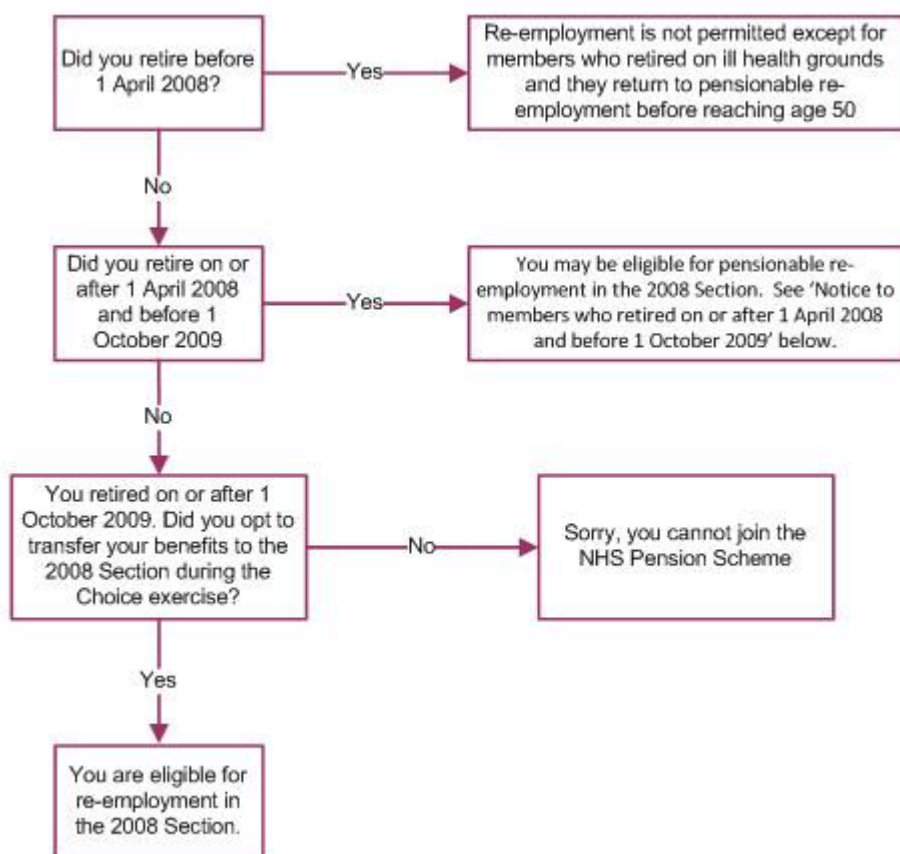 Did you retire before
1 April 2008?
Yes
Re-employment is not permitted except for
members who retired on ill health grounds
and they return to pensionable re-
employment before reaching age 50
No
Did you retire on or
after 1 April 2008
and before 1
October 2009
Yes
You may be eligible for pensionable re-
employment in the 2008 Section. See ‘Notice to
members who retired on or after 1 April 2008
and before 1 October 2009’ below.
No
You retired on or after 1
October 2009. Did you opt to
transfer your benefits to the
2008 Section during the
Choice exercise?
No
Sorry, you cannot join the
NHS Pension Scheme
Yes
You are eligible for
re-employment in
the 2008 Section.